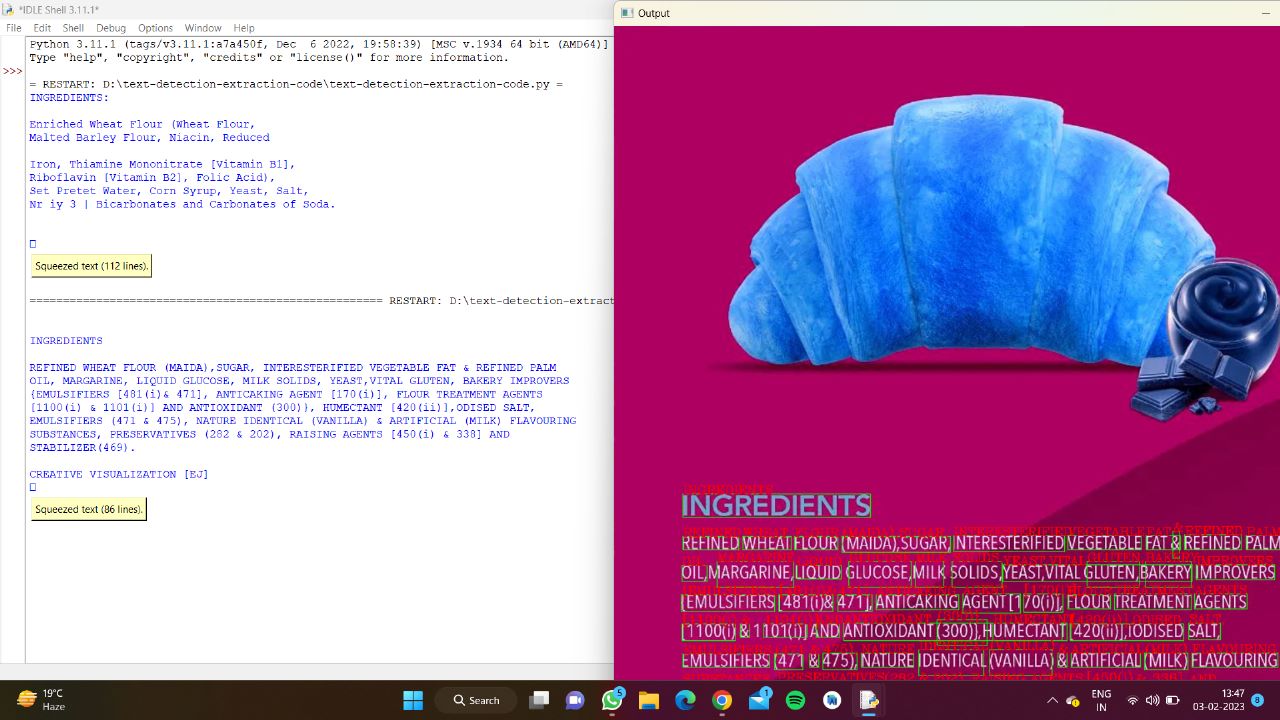 *IDLE Shell 3.11.1*
File Edit Shell Debug Options Window Help
Python 3.11.1 (tags/v3.11.1:a7a450f, Dec 6 2022, 19:58:39) [MSC v.1934 64 bit (AMD64)]
Type "help", "copyright", "credits" or "license()" for more information.
>>>
= RESTART: D:\text-detection-extraction-code\text-detection-extraction-code.py =
INGREDIENTS:
Enriched Wheat Flour (Wheat Flour,
Malted Barley Flour, Niacin, Reduced
Iron, Thiamine Mononitrate [Vitamin B1],
Riboflavin [Vitamin B2], Folic Acid),
Set Pretet Water, Corn Syrup, Yeast, Salt,
Nr iy 3 | Bicarbonates and Carbonates of Soda.
Squeezed text (112 lines).
==================================================== RESTART: D:\text-detection-extract
INGREDIENTS
REFINED WHEAT FLOUR (MAIDA),SUGAR, INTERESTERIFIED VEGETABLE FAT & REFINED PALM
OIL, MARGARINE, LIQUID GLUCOSE, MILK SOLIDS, YEAST,VITAL GLUTEN, BAKERY IMPROVERS
{EMULSIFIERS [481(i)& 471], ANTICAKING AGENT [170(i)], FLOUR TREATMENT AGENTS
[1100(i) & 1101(i)] AND ANTIOXIDANT (300)}, HUMECTANT [420(ii)],ODISED SALT,
EMULSIFIERS (471 & 475), NATURE IDENTICAL (VANILLA) & ARTIFICIAL (MILK) FLAVOURING
SUBSTANCES, PRESERVATIVES (282 & 202), RAISING AGENTS [450(i) & 338] AND
STABILIZER(469).
CREATIVE VISUALIZATION [EJ]
Squeezed text (86 lines).
Output
INGREDIENTS
INGREDIENTS
REFINED WHEAT FLOUR (MAIDA),SUGAR, INTERESTERIFIED VEGETABLE FAT & REFINED PALM
OIL, MARGARINE, LIQUID GLUCOSE, MILK SOLIDS, YEAST,VITAL GLUTEN, BAKERY IMPROVERS
{EMULSIFIERS [481(i)& 471], ANTICAKING AGENT [170(i)], FLOUR TREATMENT AGENTS
[1100(i) & 1101(i)] AND ANTIOXIDANT (300)}, HUMECTANT [420(ii)], iODISED SALT,
EMULSIFIERS (471 & 475), NATURE IDENTICAL (VANILLA) & ARTIFICIAL (MILK) FLAVOURING
19°C
Haze
Search
5
1
ENG
IN
13:47
03-02-2023
8